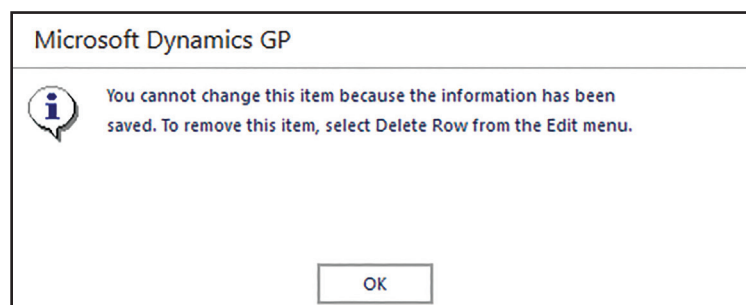 Microsoft Dynamics GP
You cannot change this item because the information has been
saved. To remove this item, select Delete Row from the Edit menu.
OK